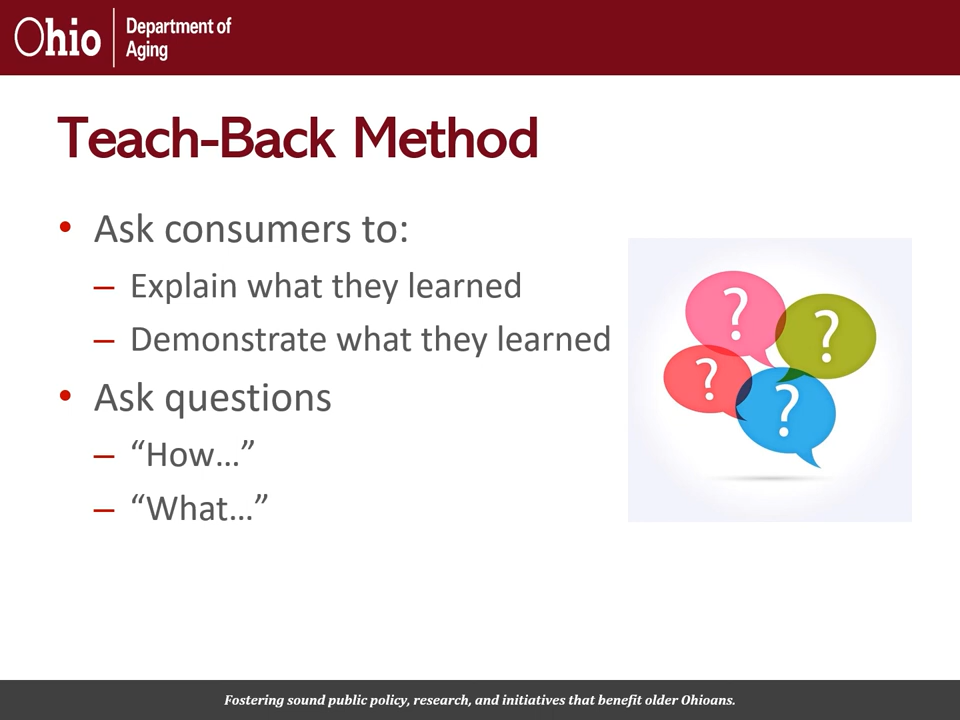 Ohio
Department of
Aging
Teach-Back Method
• Ask consumers to:
– Explain what they learned
– Demonstrate what they learned
• Ask questions
– “How…”
– “What…”
?
?
?
?
Fostering sound public policy, research, and initiatives that benefit older Ohioans.